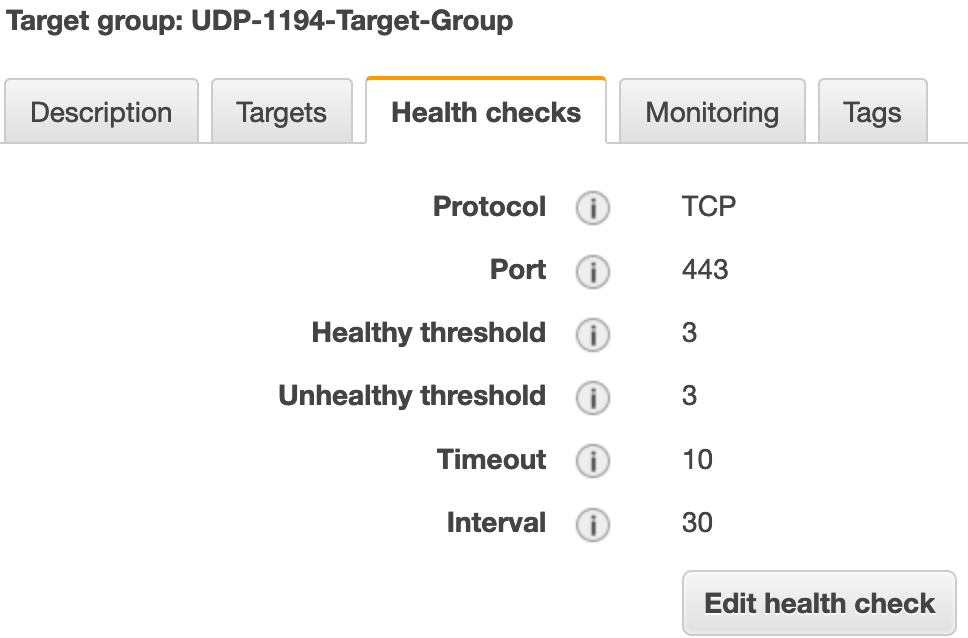 Target group: UDP-1194-Target-Group
Description Targets Health checks Monitoring Tags
Protocol i TCP
Port i 443
Healthy threshold i 3
Unhealthy threshold i 3
Timeout i 10
Interval i 30
Edit health check